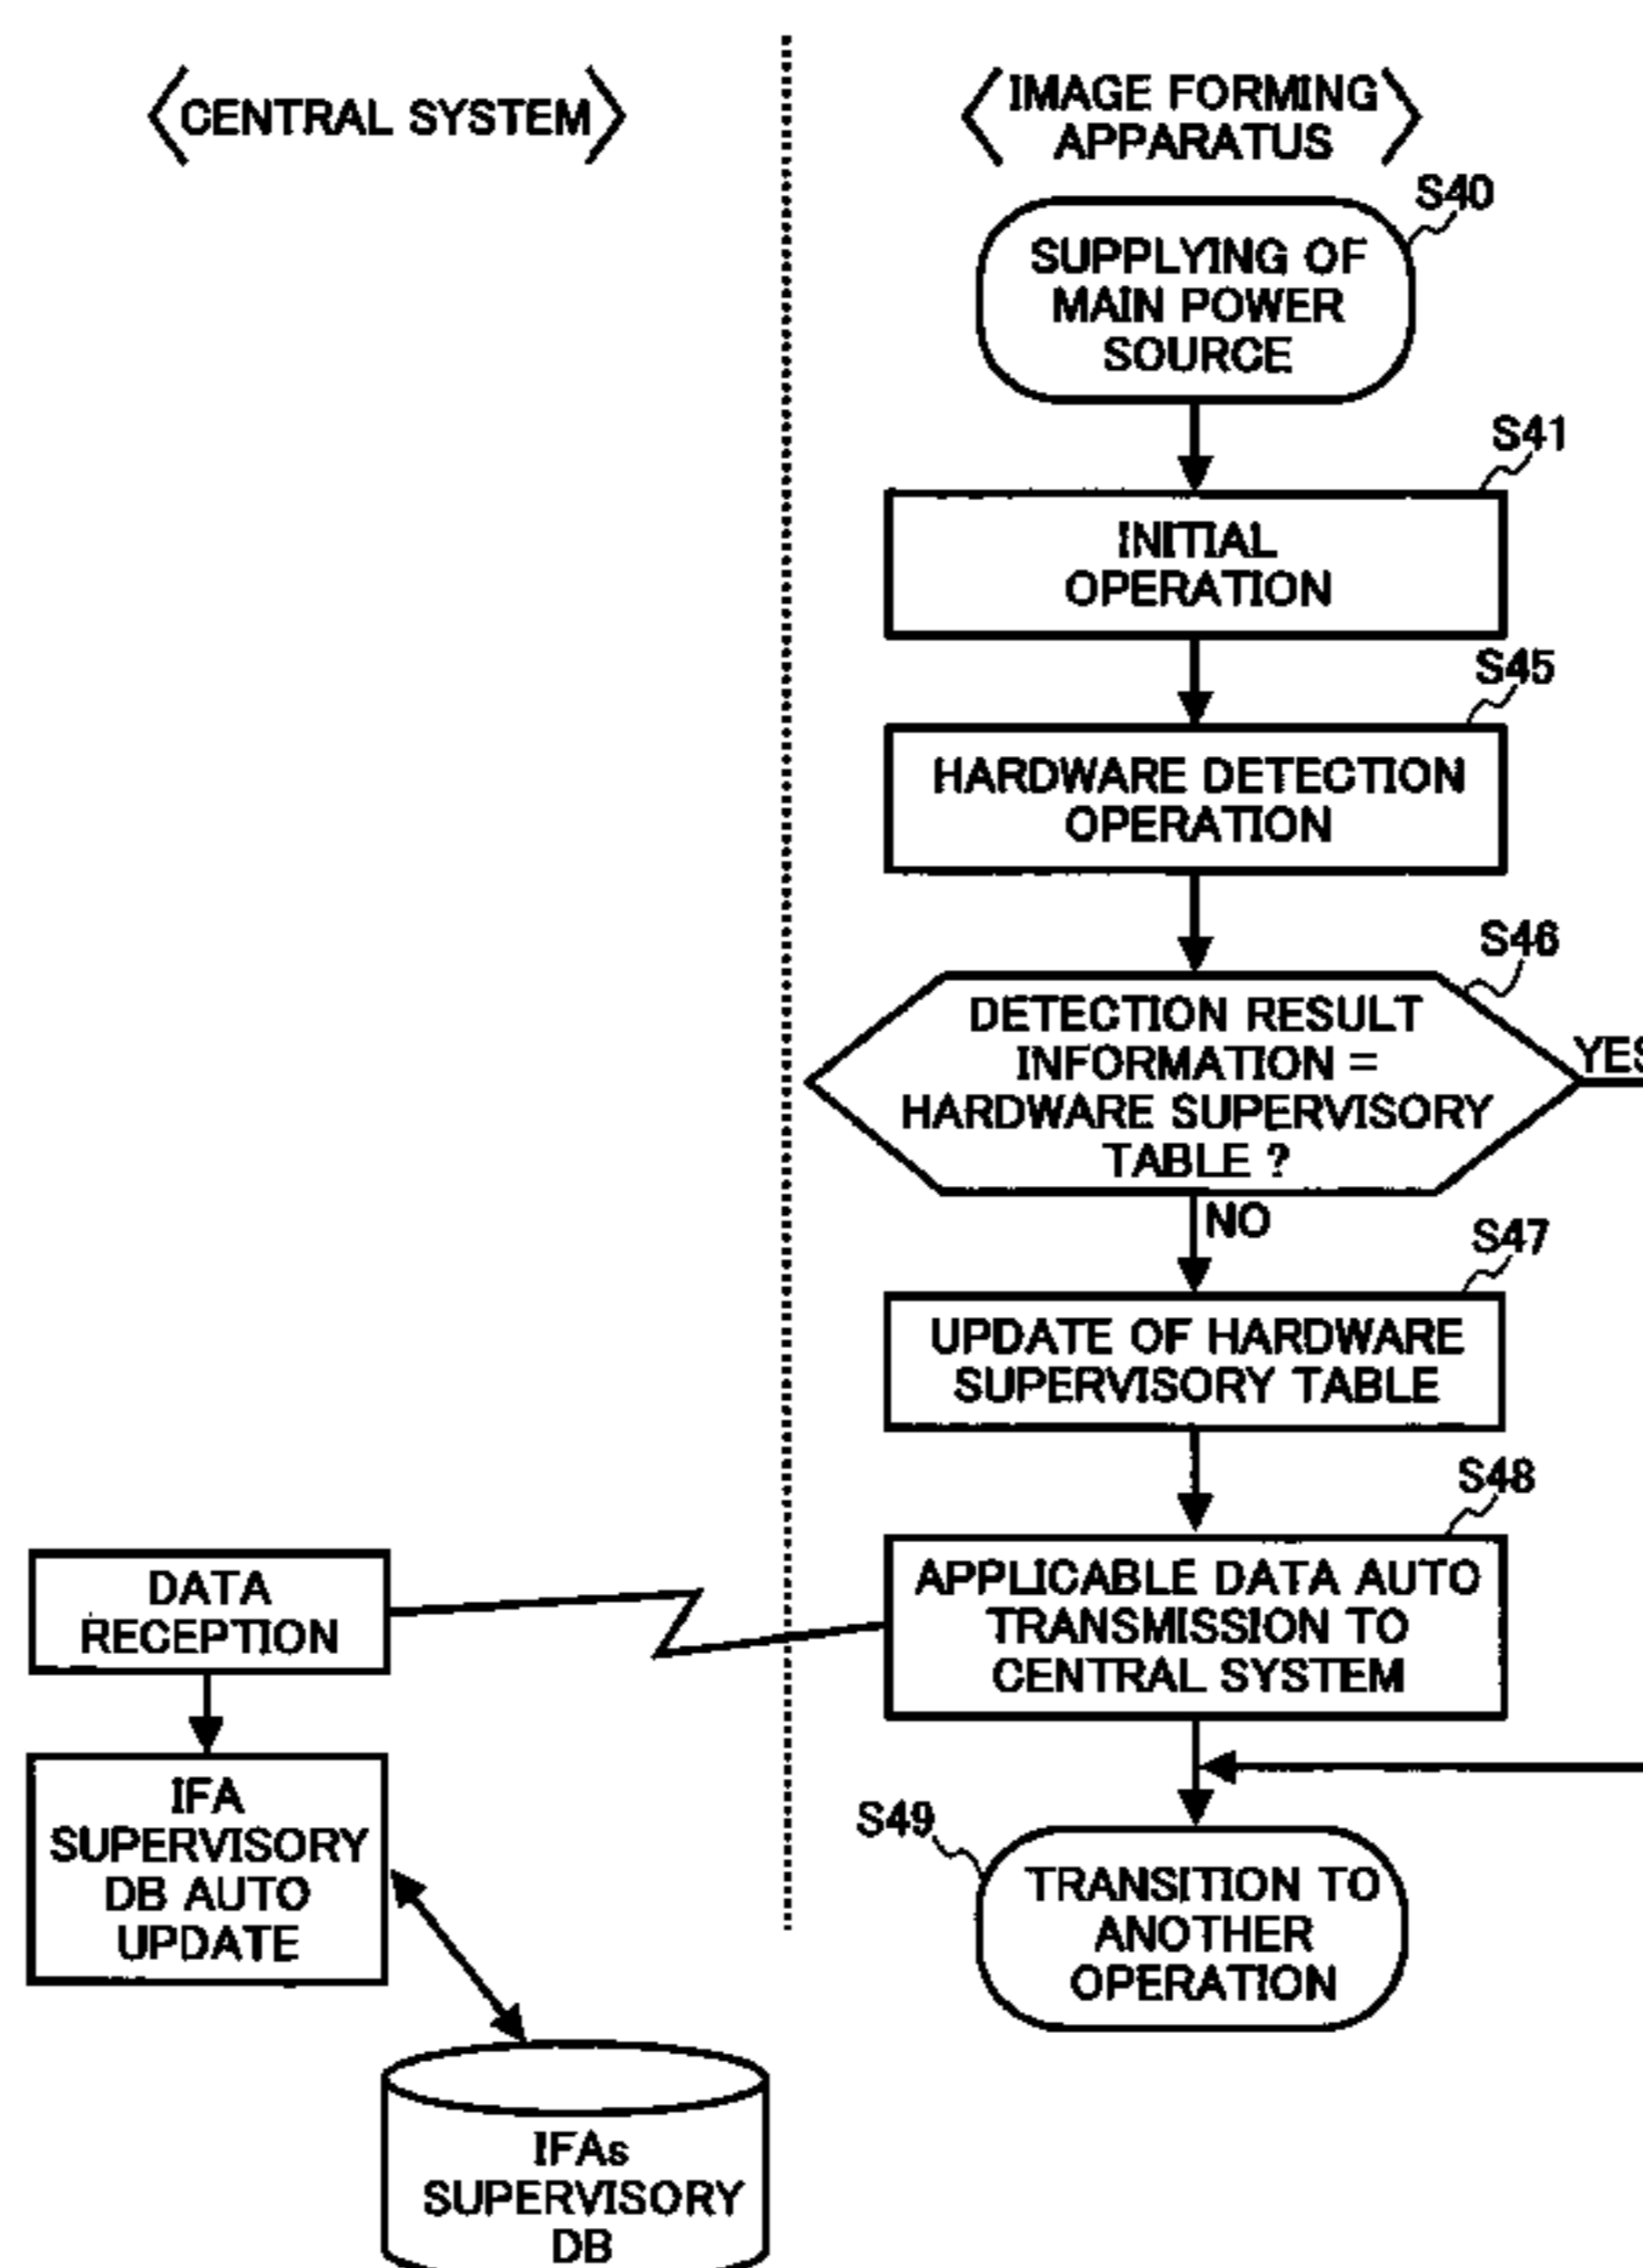 CENTRAL SYSTEM
IMAGE FORMING
APPARATUS
S40
SUPPLYING OF
MAIN POWER
SOURCE
S41
INITIAL
OPERATION
S45
HARDWARE DETECTION
OPERATION
S46
DETECTION RESULT
INFORMATION =
HARDWARE SUPERVISORY
TABLE ?
YES
NO
S47
UPDATE OF HARDWARE
SUPERVISORY TABLE
S48
APPLICABLE DATA AUTO
TRANSMISSION TO
CENTRAL SYSTEM
DATA
RECEPTION
IFA
SUPERVISORY
DB AUTO
UPDATE
S49
TRANSITION TO
ANOTHER
OPERATION
IFAs
SUPERVISORY
DB